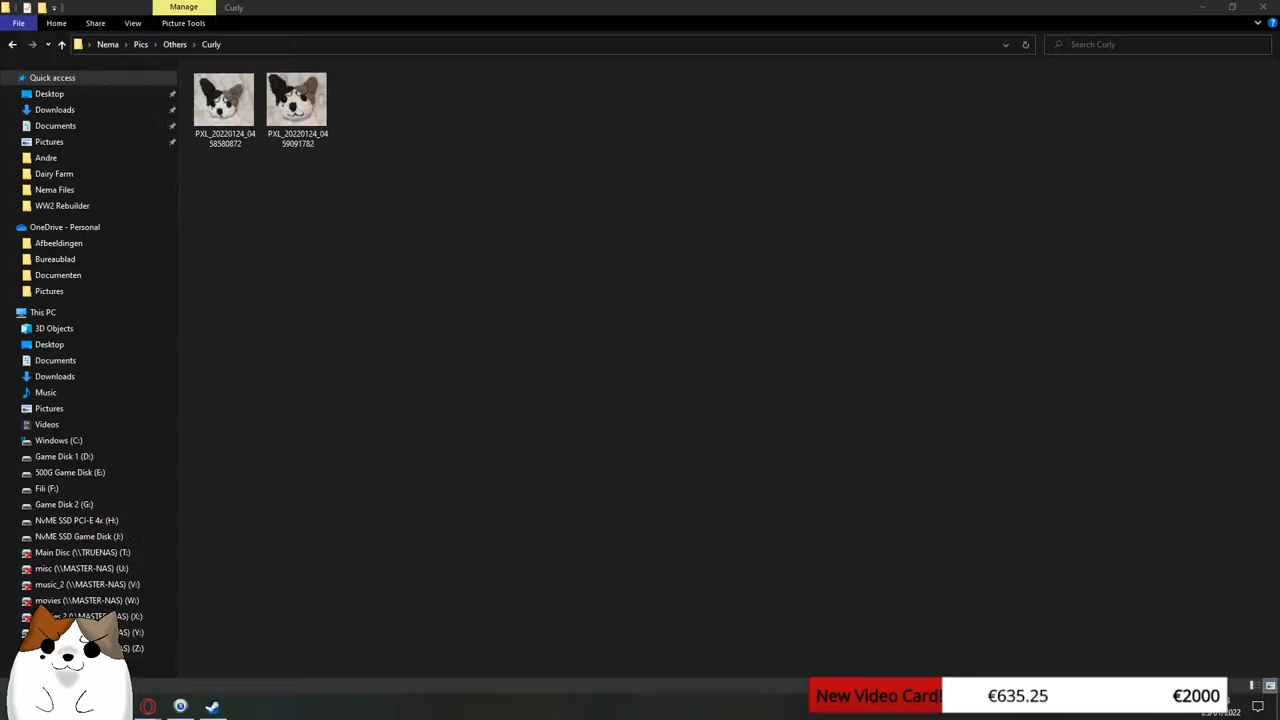 Manage
Curly
File
Home
Share
View
Picture Tools
Nema
Pics
Others
Curly
Search Curly
Quick access
Desktop
Downloads
Documents
Pictures
Andre
Dairy Farm
Nema Files
WW2 Rebuilder
OneDrive - Personal
Afbeeldingen
Bureaublad
Documenten
Pictures
This PC
3D Objects
Desktop
Documents
Downloads
Music
Pictures
Videos
Windows (C:)
Game Disk 1 (D:)
500G Game Disk (E:)
Fili (F:)
Game Disk 2 (G:)
NvME SSD PCI-E 4x (H:)
NvME SSD Game Disk (J:)
Main Disc (\\TRUENAS) (T:)
misc (\\MASTER-NAS) (U:)
music_2 (\\MASTER-NAS) (V:)
movies (\\MASTER-NAS) (W:)
(X:)
(Y:)
(Z:)
PXL_20220124_04
58580872
PXL_20220124_04
59091782
New Video Card!
€635.25
€2000